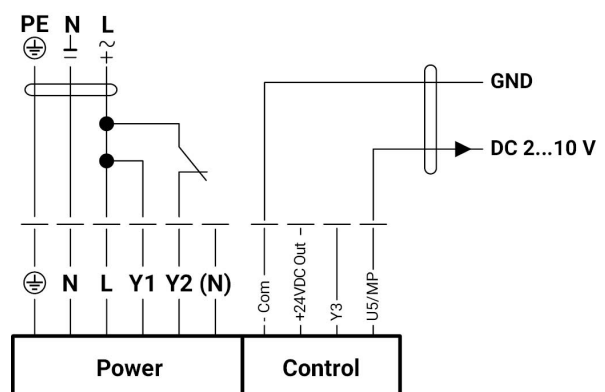 PE N L
GND
DC 2...10 V
N L Y1 Y2 (N)
- Com
+24VDC Out
Y3
U5/MP
Power
Control